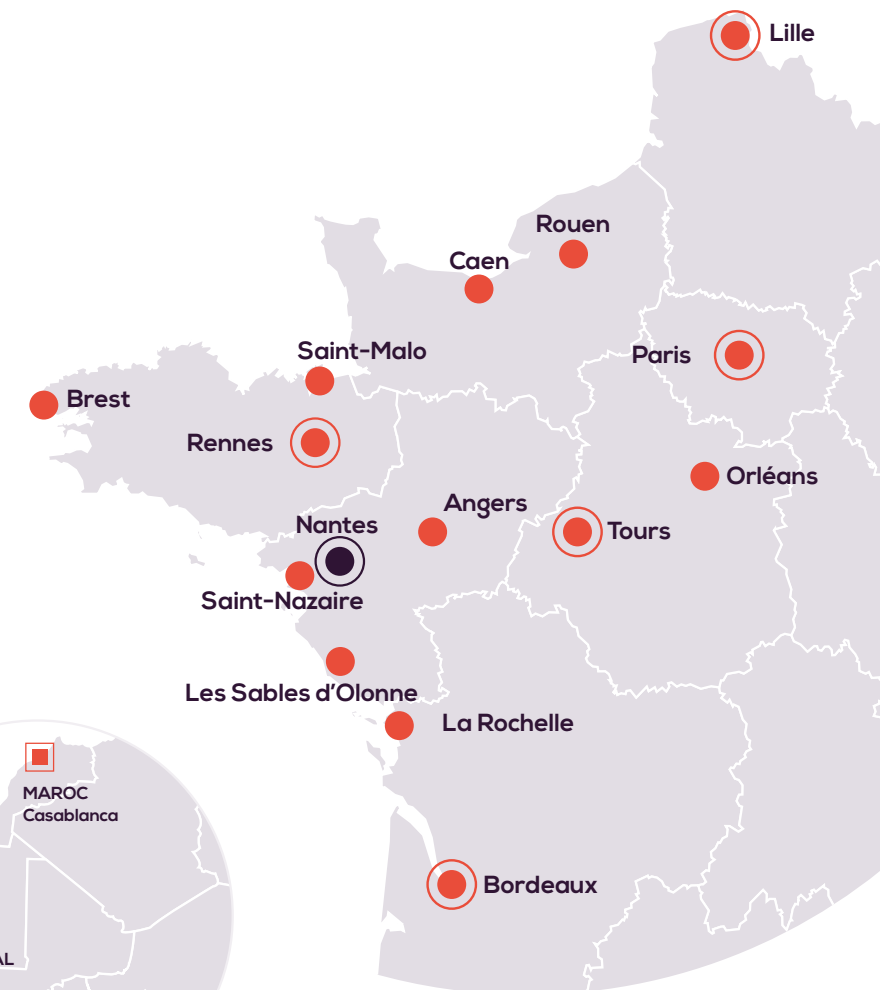 Lille
Rouen
Caen
Saint-Malo
Paris
Brest
Rennes
Orléans
Angers
Nantes
Tours
Saint-Nazaire
Les Sables d'Olonne
La Rochelle
MAROC
Casablanca
Bordeaux
AL